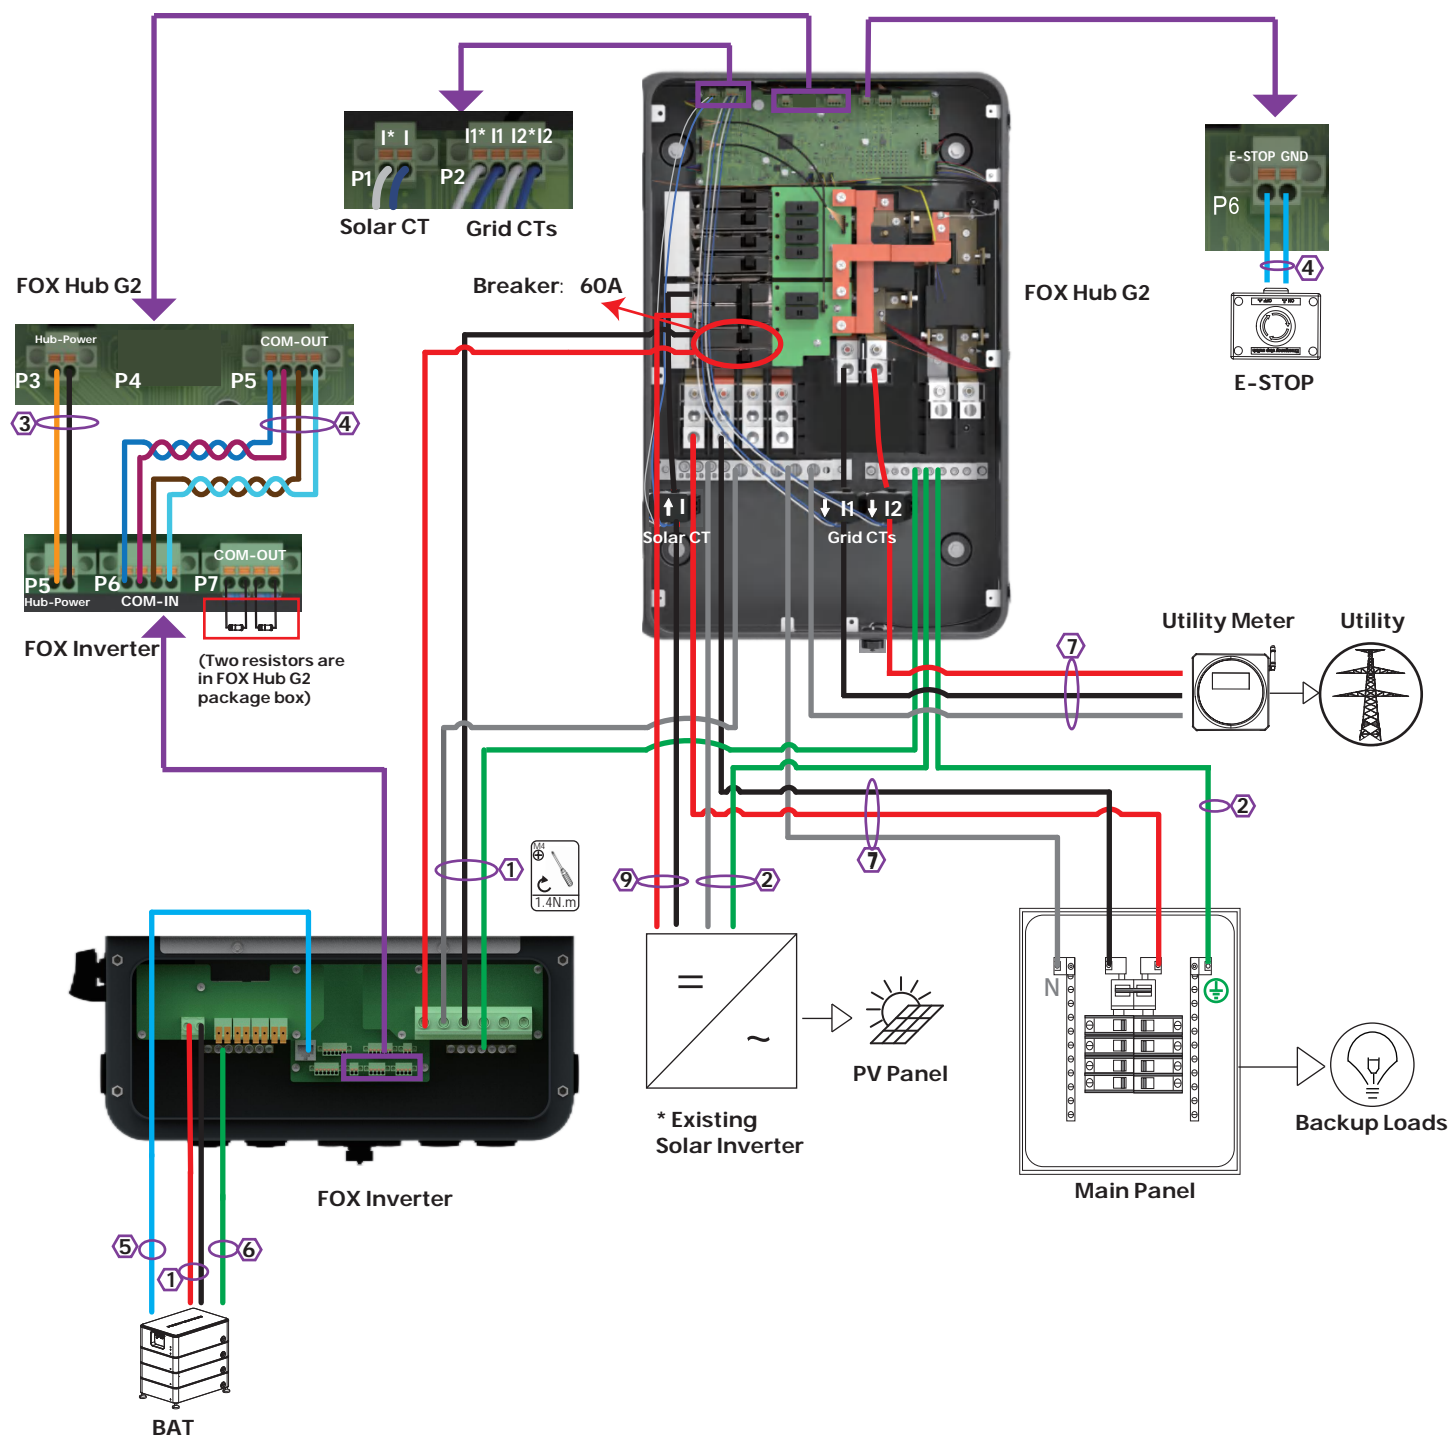 I* I
I1* I1 I2* I2
P1
P2
Solar CT
Grid CTs
E-STOP GND
P6
4
FOX Hub G2
Breaker: 60A
FOX Hub G2
E-STOP
Hub-Power
COM-OUT
P3
P4
P5
3
4
I
I1
I2
Solar CT
Grid CTs
COM-OUT
P5
P6
P7
Hub-Power
COM-IN
FOX Inverter
(Two resistors are
in FOX Hub G2
package box)
Utility Meter
Utility
7
2
7
M4
1.4N.m
1
9
2
N
PV Panel
* Existing
Solar Inverter
Backup Loads
Main Panel
FOX Inverter
5
1
6
BAT